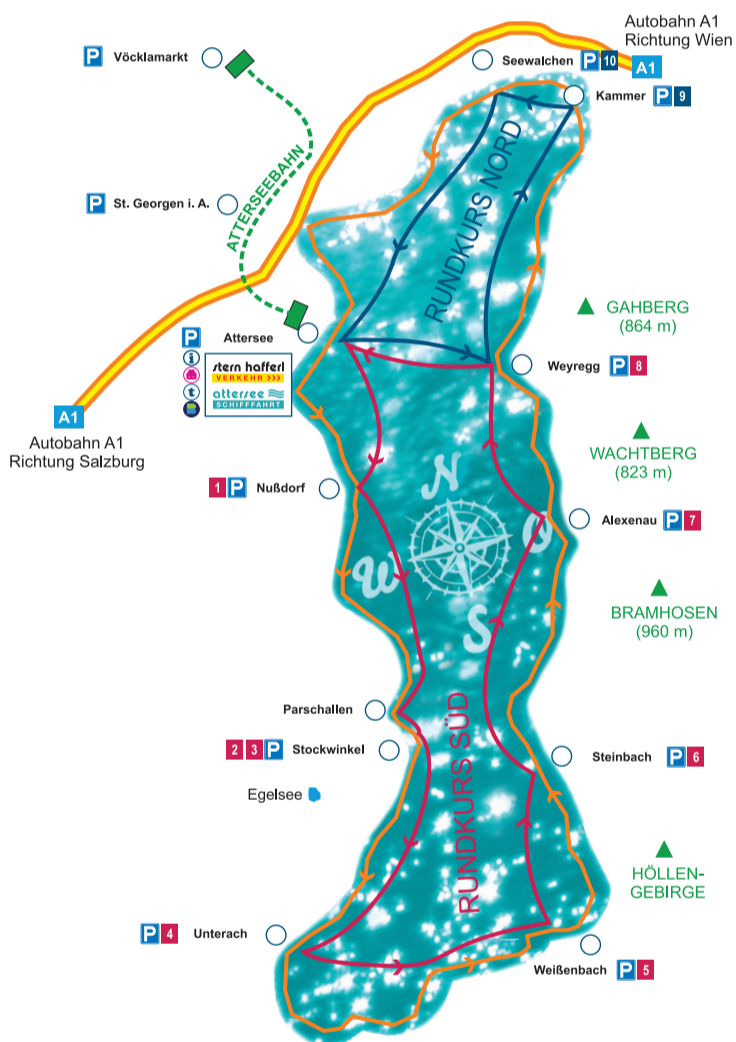 Autobahn A1
Richtung Wien
P Vöcklamarkt
Seewalchen P 10
A1
Kammer P 9
ATTERSEEBAHN
RUNDKURS NORD
P St. Georgen i. A.
GAHBERG
(864 m)
P Attersee
i
t
stern hafferl
VERKEHR >>>
attersee
SCHIFFFAHRT
Weyregg P 8
A1
Autobahn A1
Richtung Salzburg
WACHTBERG
(823 m)
1 P Nußdorf
N
O
W
S
Alexenau P 7
BRAMHOSEN
(960 m)
Parschallen
2 3 P Stockwinkel
RUNDKURS SÜD
Steinbach P 6
Egelsee
HÖLLEN-
GEBIRGE
P 4 Unterach
Weißenbach P 5